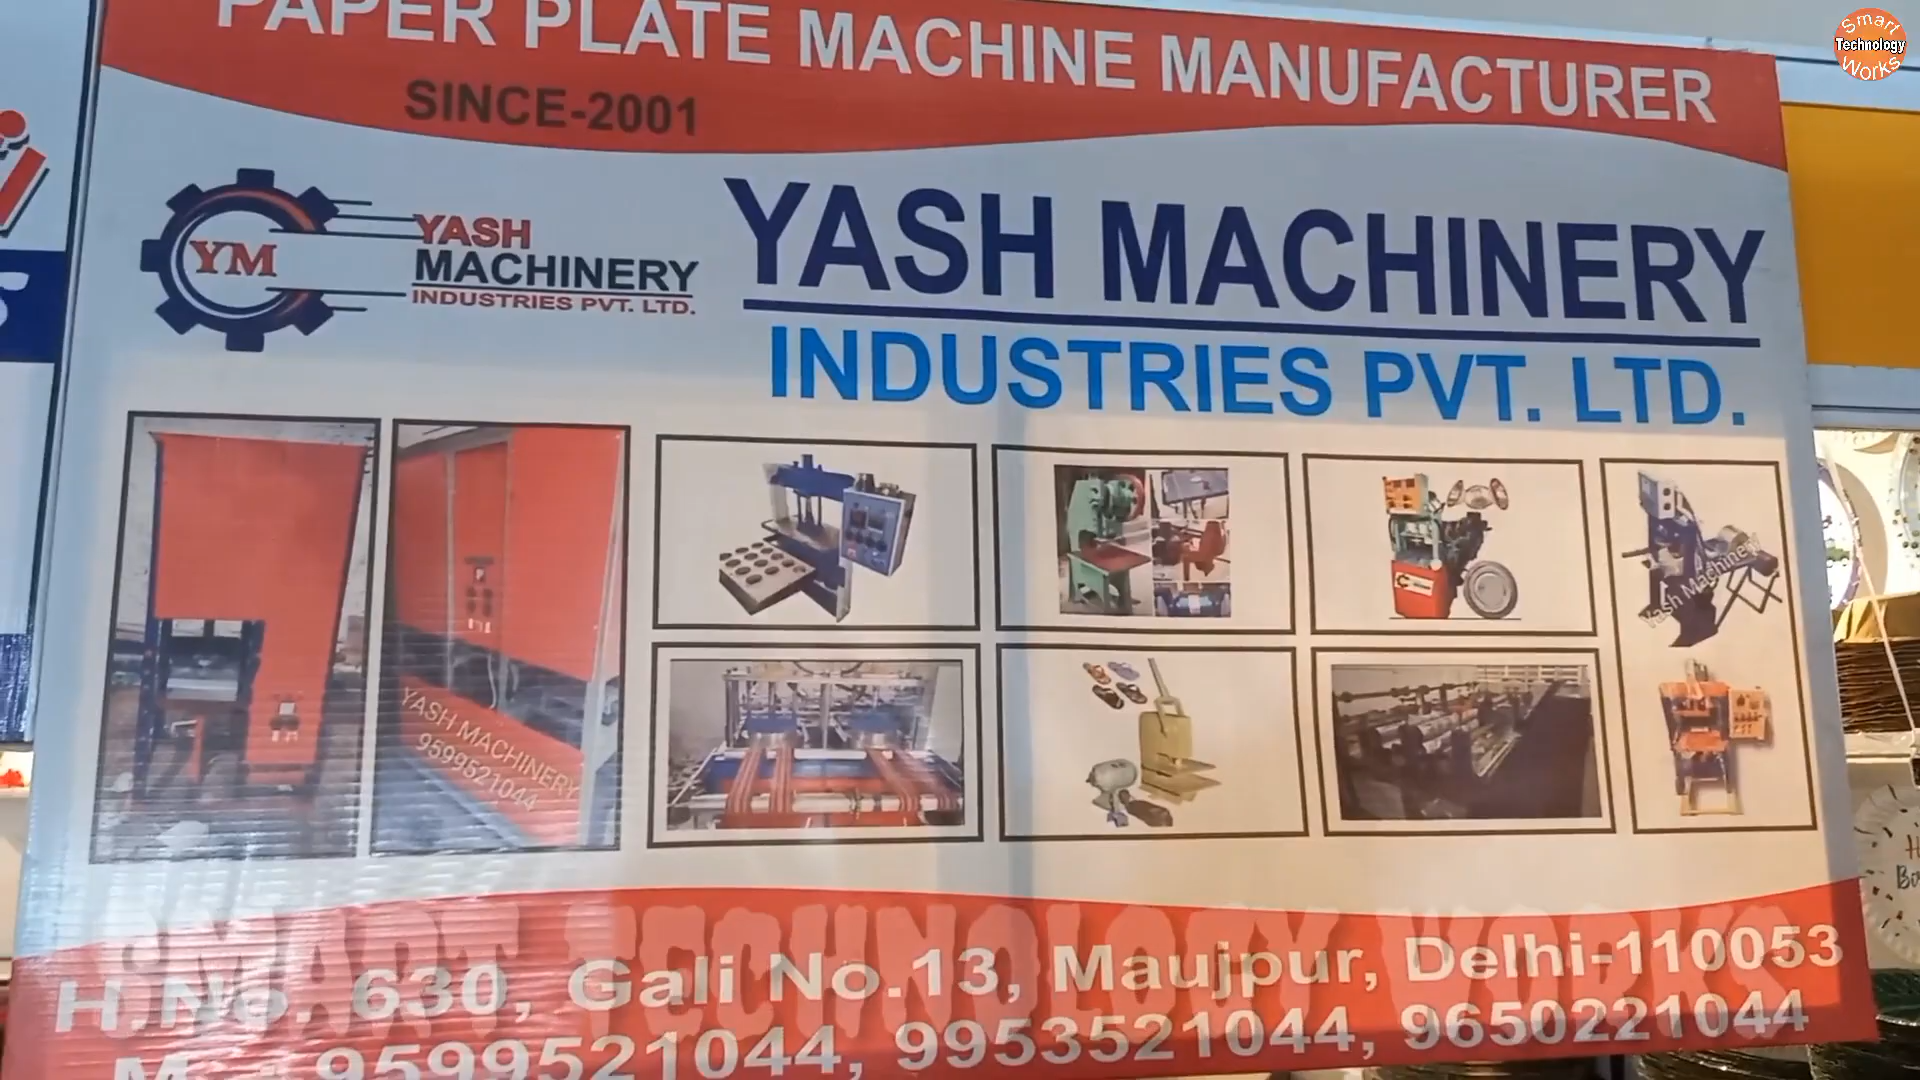 PAPER PLATE MACHINE MANUFACTURER
SINCE-2001
Smart
Technology
Works
YM
YASH
MACHINERY
INDUSTRIES PVT. LTD.
YASH MACHINERY
INDUSTRIES PVT. LTD.
YASH MACHINERY
9599521044
Yash Machinery
SMART TECHNOLOGY WORKS
H.No. 630, Gali No.13, Maujpur, Delhi-110053
9599521044, 9953521044, 9650221044